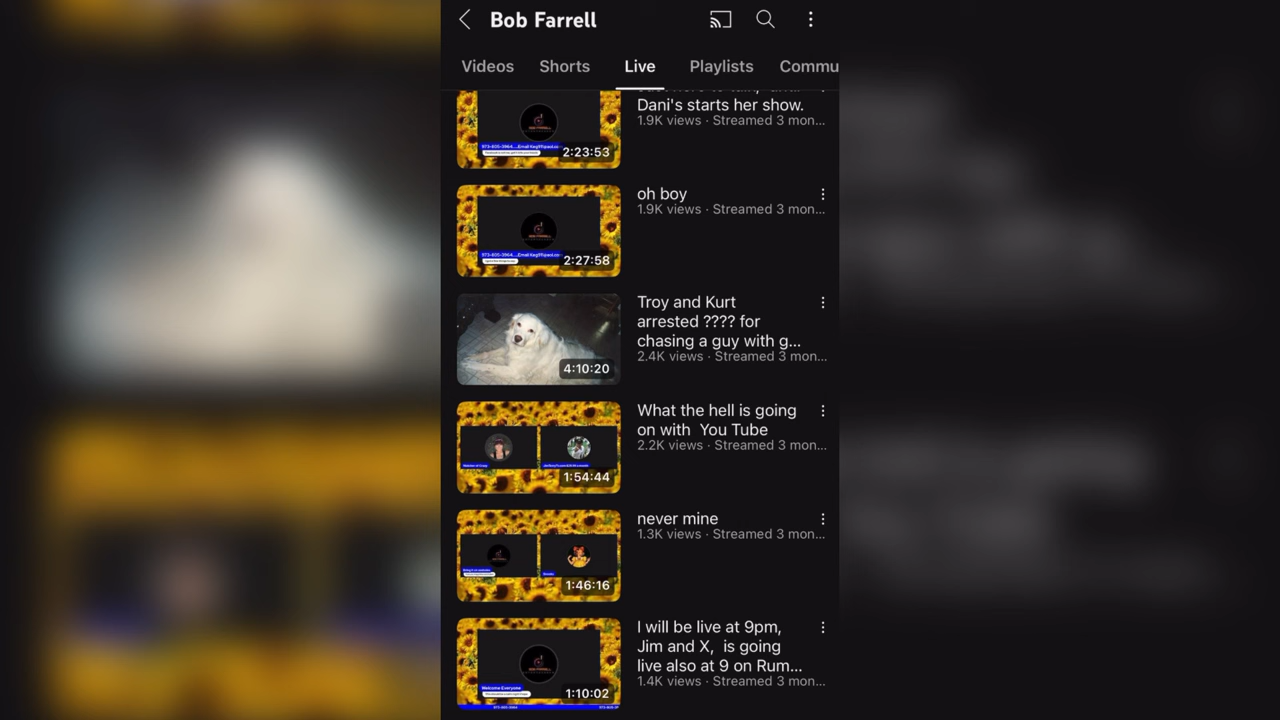 Bob Farrell
Videos Shorts Live Playlists Commu
Dani's starts her show.
1.9K views · Streamed 3 mon...
2:23:53
oh boy
1.9K views · Streamed 3 mon...
2:27:58
Troy and Kurt
arrested ???? for
chasing a guy with g...
2.4K views · Streamed 3 mon...
4:10:20
What the hell is going
on with  You Tube
2.2K views · Streamed 3 mon...
1:54:44
never mine
1.3K views · Streamed 3 mon...
1:46:16
I will be live at 9pm,
Jim and X,  is going
live also at 9 on Rum...
1.4K views · Streamed 3 mon...
Welcome Everyone
1:10:02